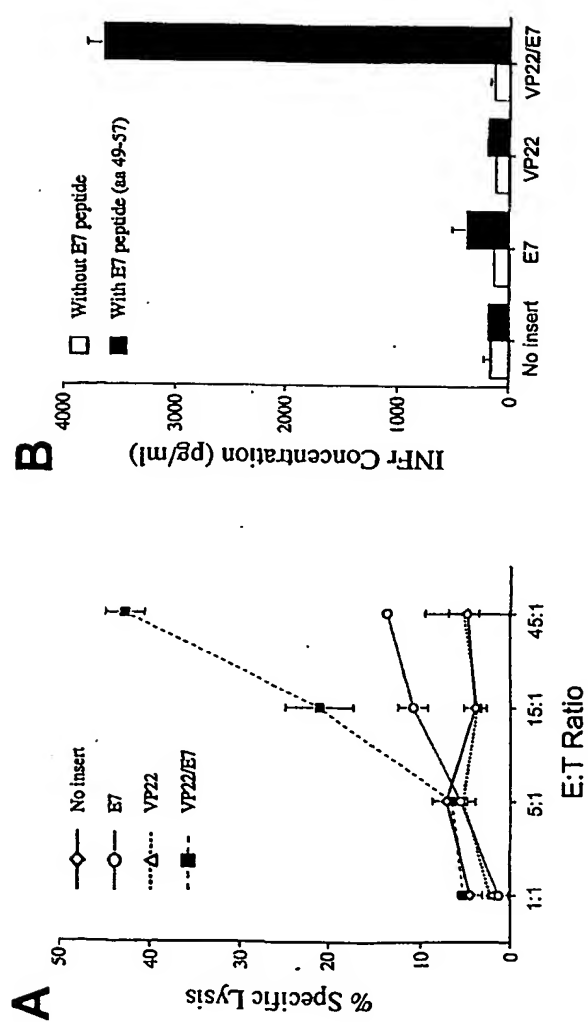 A
% Specific Lysis
50
40
30
20
10
0
No insert
E7
VP22
VP22/E7
1:1
5:1
15:1
45:1
E:T Ratio
B
INFr Concentration (pg/ml)
4000
3000
2000
1000
0
Without E7 peptide
With E7 peptide (aa 49-57)
No insert
E7
VP22
VP22/E7